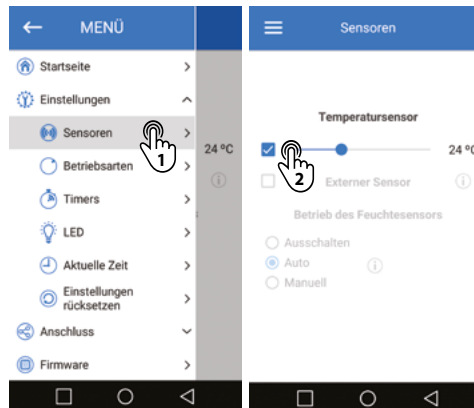 MENÜ
Startseite
Einstellungen
Sensoren
1
Betriebsarten
24 ºC
Timers
LED
Aktuelle Zeit
Einstellungen
rücksetzen
Anschluss
Firmware
Sensoren
Temperatursensor
24 ºC
2
Externer Sensor
Betrieb des Feuchtesensors
Ausschalten
Auto
Manuell